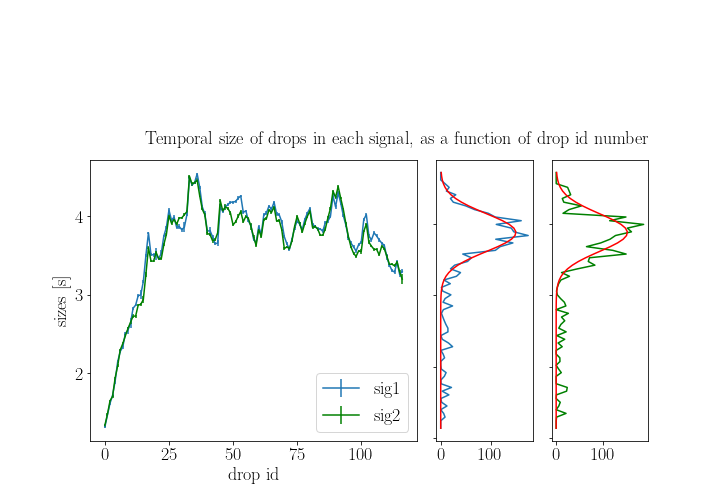 Temporal size of drops in each signal, as a function of drop id number
sizes [s]
4
3
2
sig1
sig2
0 25 50 75 100
0 100
0 100
drop id